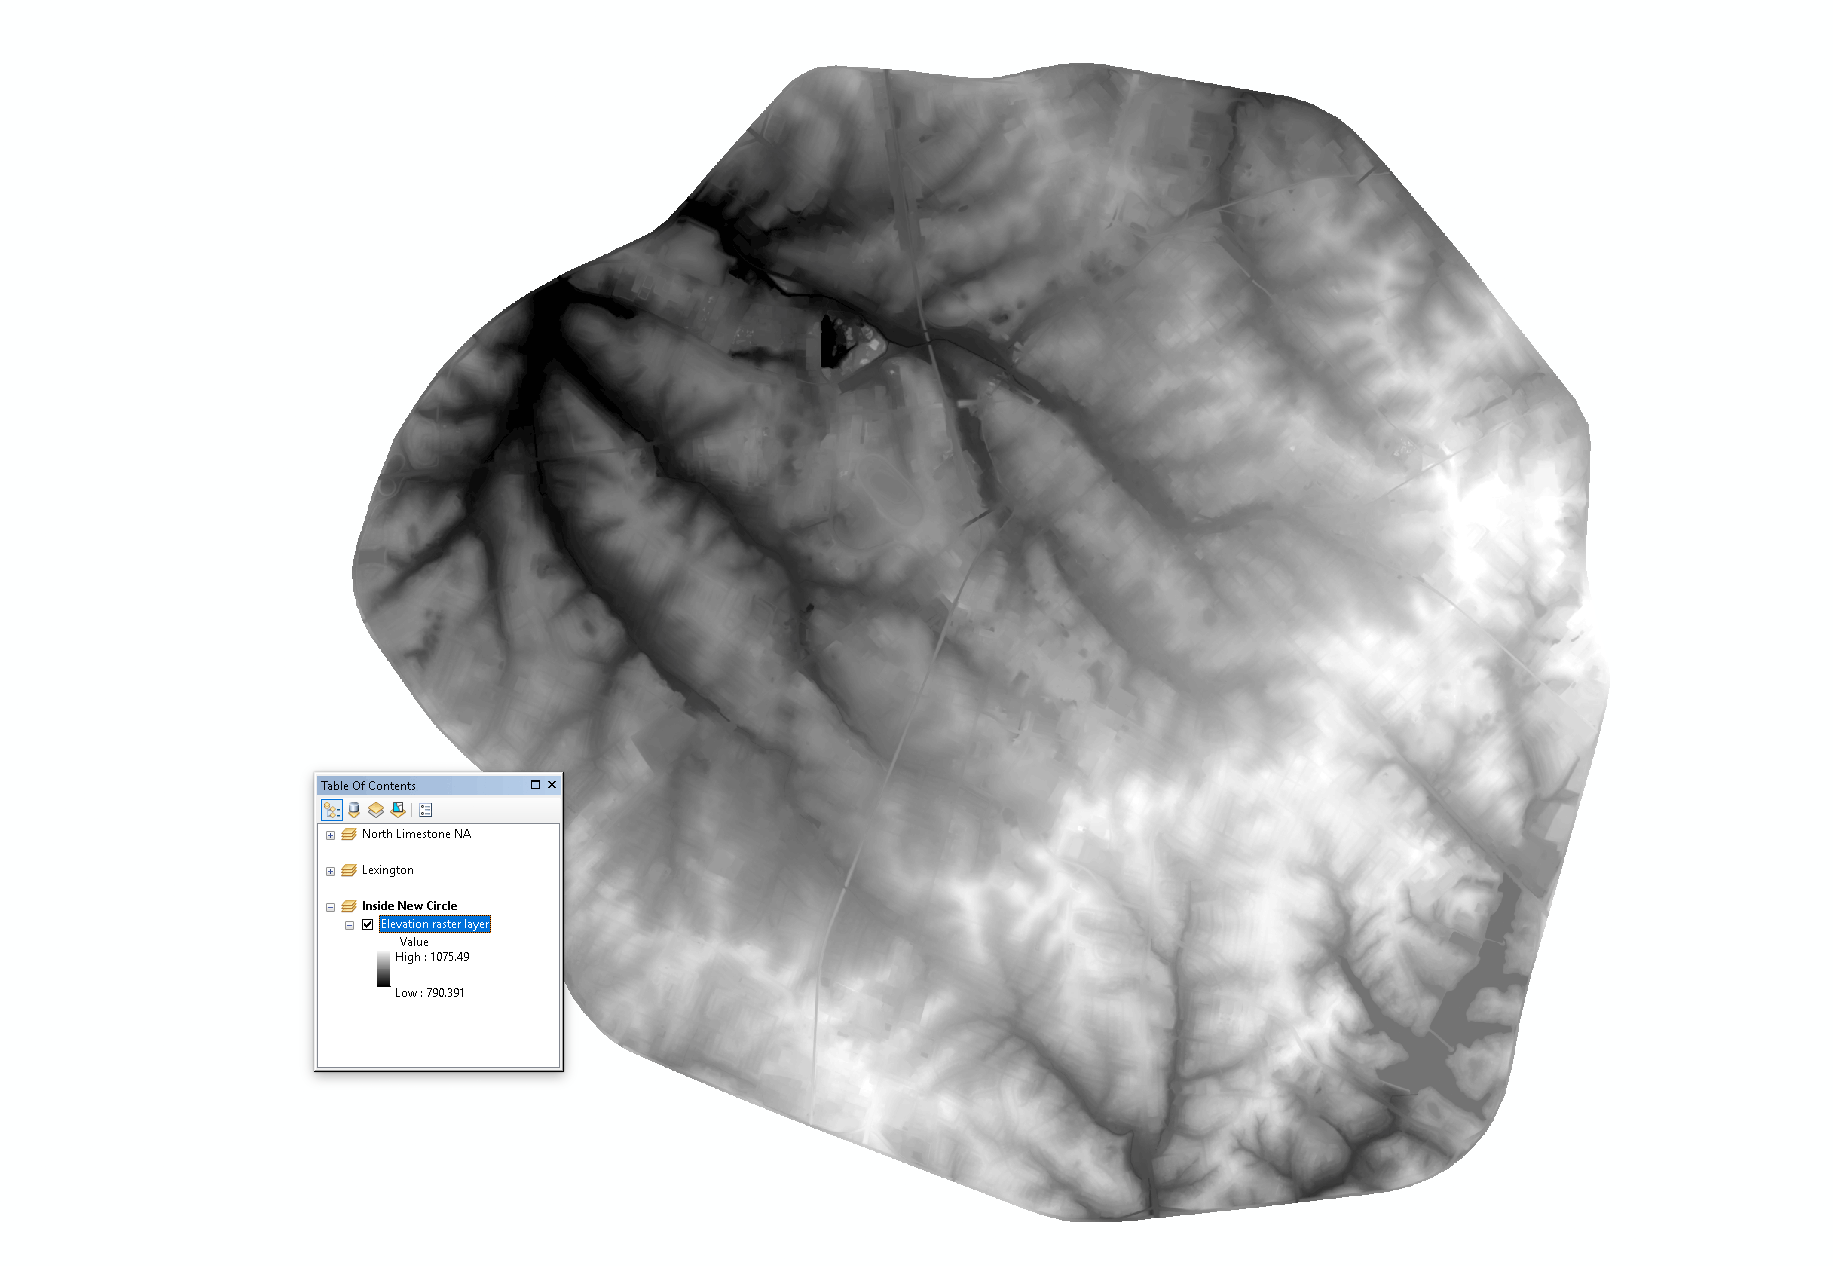 Table Of Contents
North Limestone NA
Lexington
Inside New Circle
Elevation raster layer
Value
High : 1075.49
Low : 790.391